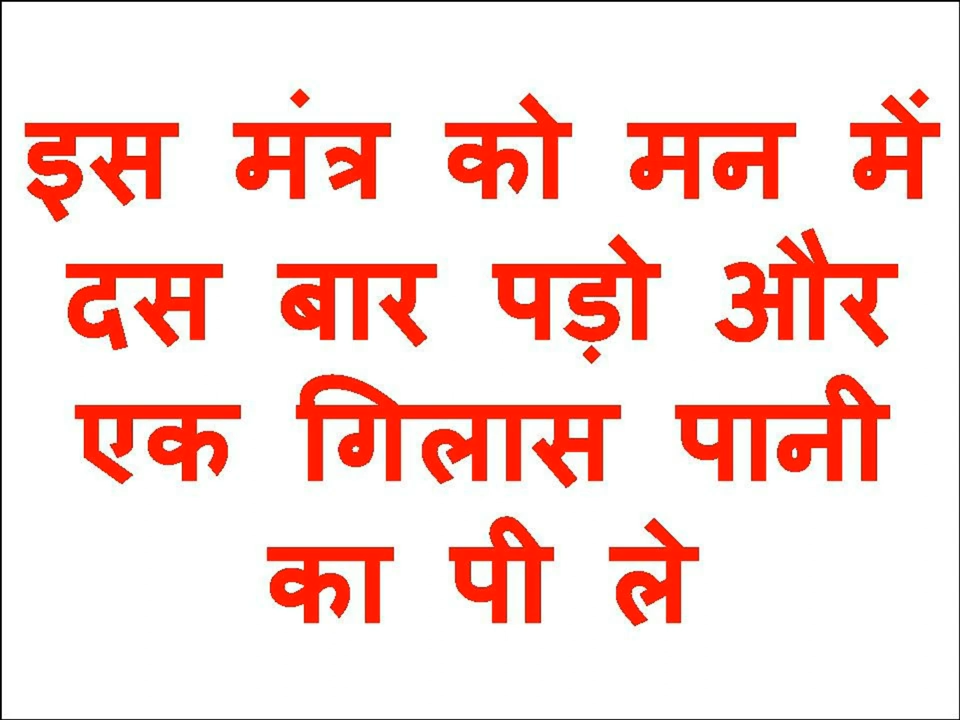 इस मंत्र को मन में
दस बार पड़ो और
एक गिलास पानी
का पी ले